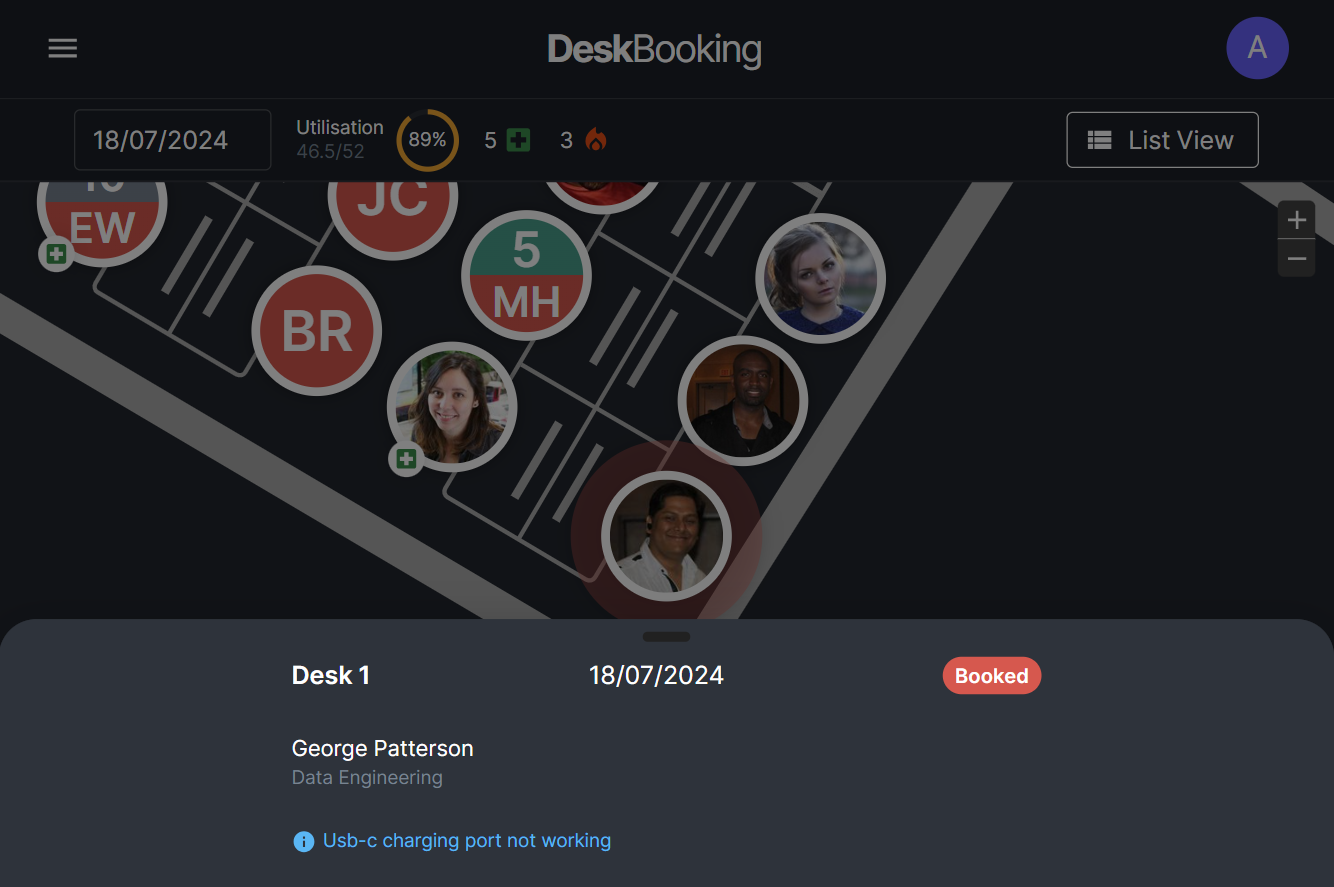 DeskBooking
A
18/07/2024
Utilisation
46.5/52
89%
5
3
List View
EW
JC
5
MH
BR
+
−
Desk 1
18/07/2024
Booked
George Patterson
Data Engineering
Usb-c charging port not working